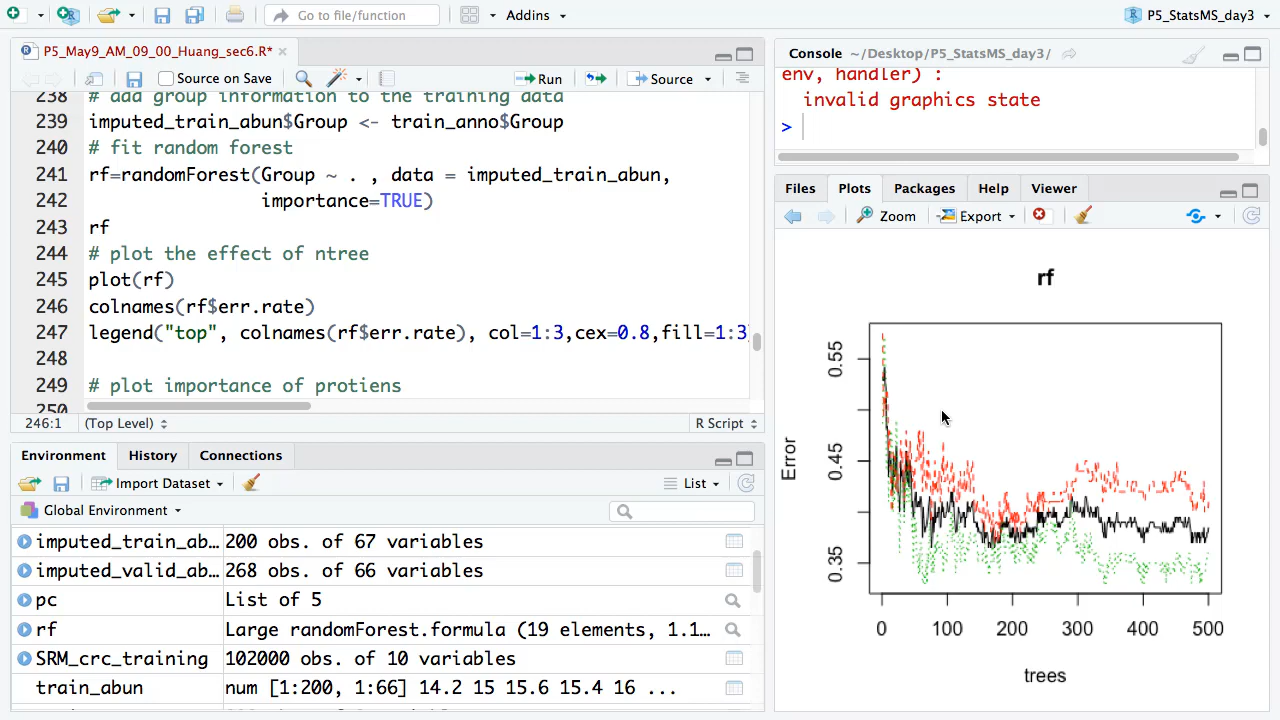 Go to file/function
Addins
P5_StatsMS_day3
P5_May9_AM_09_00_Huang_sec6.R*
Source on Save
Run
Source
238 # add group information to the training data
239 imputed_train_abun$Group <- train_anno$Group
240 # fit random forest
241 rf=randomForest(Group ~ . , data = imputed_train_abun,
242 importance=TRUE)
243 rf
244 # plot the effect of ntree
245 plot(rf)
246 colnames(rf$err.rate)
247 legend("top", colnames(rf$err.rate), col=1:3,cex=0.8,fill=1:3
248
249 # plot importance of protiens
250
246:1
(Top Level)
R Script
Environment
History
Connections
Import Dataset
List
Global Environment
imputed_train_ab… 200 obs. of 67 variables
imputed_valid_ab… 268 obs. of 66 variables
pc List of 5
rf Large randomForest.formula (19 elements, 1.1…
SRM_crc_training 102000 obs. of 10 variables
train_abun num [1:200, 1:66] 14.2 15 15.6 15.4 16 ...
Console ~/Desktop/P5_StatsMS_day3/
env, handler) :
invalid graphics state
>
Files
Plots
Packages
Help
Viewer
Zoom
Export
rf
Error
0.55
0.45
0.35
0 100 200 300 400 500
trees